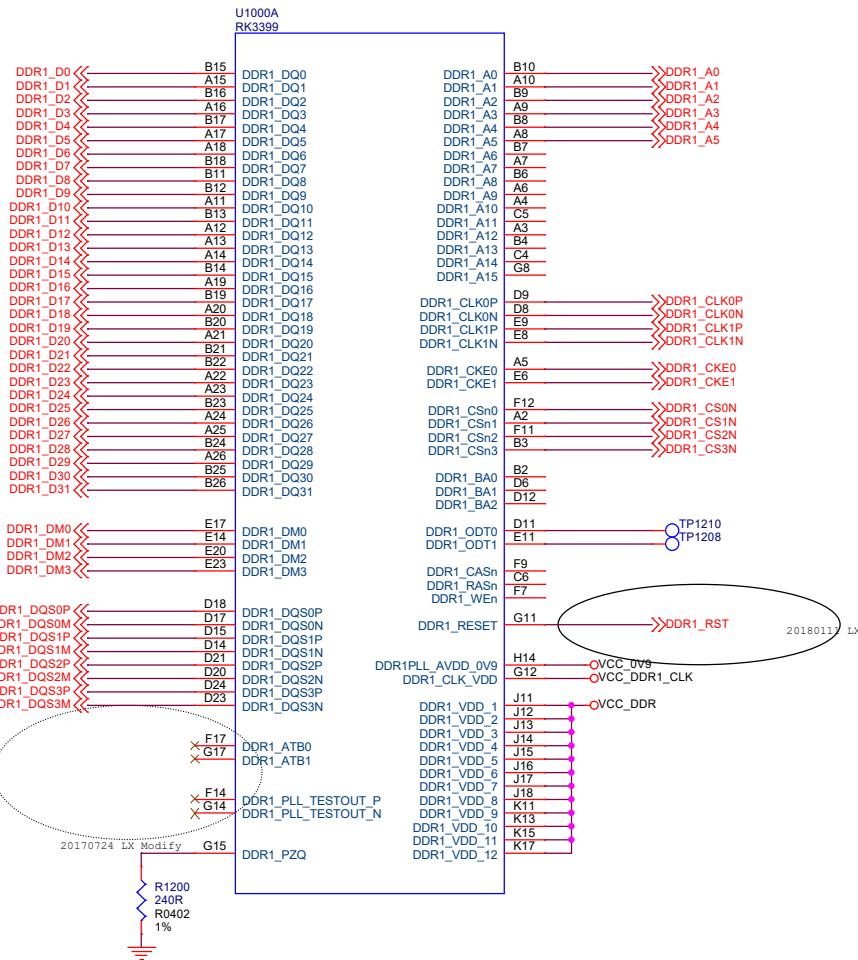 U1000A
RK3399
DDR1_D0 B15 DDR1_DQ0 DDR1_A0 B10 DDR1_A0
DDR1_D1 A15 DDR1_DQ1 DDR1_A1 A10 DDR1_A1
DDR1_D2 B16 DDR1_DQ2 DDR1_A2 B9 DDR1_A2
DDR1_D3 A16 DDR1_DQ3 DDR1_A3 A9 DDR1_A3
DDR1_D4 B17 DDR1_DQ4 DDR1_A4 B8 DDR1_A4
DDR1_D5 A17 DDR1_DQ5 DDR1_A5 A8 DDR1_A5
DDR1_D6 A18 DDR1_DQ6 DDR1_A6 B7
DDR1_D7 B18 DDR1_DQ7 DDR1_A7 A7
DDR1_D8 B11 DDR1_DQ8 DDR1_A8 B6
DDR1_D9 B12 DDR1_DQ9 DDR1_A9 A6
DDR1_D10 A11 DDR1_DQ10 DDR1_A10 A4
DDR1_D11 B13 DDR1_DQ11 DDR1_A11 C5
DDR1_D12 A12 DDR1_DQ12 DDR1_A12 A3
DDR1_D13 A13 DDR1_DQ13 DDR1_A13 B4
DDR1_D14 A14 DDR1_DQ14 DDR1_A14 C4
DDR1_D15 B14 DDR1_DQ15 DDR1_A15 G8
DDR1_D16 A19 DDR1_DQ16
DDR1_D17 B19 DDR1_DQ17 DDR1_CLK0P D9 DDR1_CLK0P
DDR1_D18 A20 DDR1_DQ18 DDR1_CLK0N D8 DDR1_CLK0N
DDR1_D19 B20 DDR1_DQ19 DDR1_CLK1P E9 DDR1_CLK1P
DDR1_D20 A21 DDR1_DQ20 DDR1_CLK1N E8 DDR1_CLK1N
DDR1_D21 B21 DDR1_DQ21
DDR1_D22 B22 DDR1_DQ22 DDR1_CKE0 A5 DDR1_CKE0
DDR1_D23 A22 DDR1_DQ23 DDR1_CKE1 E6 DDR1_CKE1
DDR1_D24 A23 DDR1_DQ24
DDR1_D25 B23 DDR1_DQ25 DDR1_CSn0 F12 DDR1_CS0N
DDR1_D26 A24 DDR1_DQ26 DDR1_CSn1 A2 DDR1_CS1N
DDR1_D27 A25 DDR1_DQ27 DDR1_CSn2 F11 DDR1_CS2N
DDR1_D28 B24 DDR1_DQ28 DDR1_CSn3 B3 DDR1_CS3N
DDR1_D29 A26 DDR1_DQ29
DDR1_D30 B25 DDR1_DQ30 DDR1_BA0 B2
DDR1_D31 B26 DDR1_DQ31 DDR1_BA1 D6
DDR1_BA2 D12
DDR1_DM0 E17 DDR1_DM0 DDR1_ODT0 D11 TP1210
DDR1_DM1 E14 DDR1_DM1 DDR1_ODT1 E11 TP1208
DDR1_DM2 E20 DDR1_DM2
DDR1_DM3 E23 DDR1_DM3 DDR1_CASn F9
DDR1_RASn C6
DDR1_WEn F7
DDR1_DQS0P D18 DDR1_DQS0P
DDR1_DQS0M D17 DDR1_DQS0N DDR1_RESET G11 DDR1_RST 20180111 LX
DDR1_DQS1P D15 DDR1_DQS1P
DDR1_DQS1M D14 DDR1_DQS1N
DDR1_DQS2P D21 DDR1_DQS2P DDR1PLL_AVDD_0V9 H14 VCC_0V9
DDR1_DQS2M D20 DDR1_DQS2N DDR1_CLK_VDD G12 VCC_DDR1_CLK
DDR1_DQS3P D24 DDR1_DQS3P
DDR1_DQS3M D23 DDR1_DQS3N DDR1_VDD_1 J11 VCC_DDR
DDR1_VDD_2 J12
DDR1_VDD_3 J13
F17 DDR1_ATB0 DDR1_VDD_4 J14
G17 DDR1_ATB1 DDR1_VDD_5 J15
DDR1_VDD_6 J16
DDR1_VDD_7 J17
F14 DDR1_PLL_TESTOUT_P DDR1_VDD_8 J18
G14 DDR1_PLL_TESTOUT_N DDR1_VDD_9 K11
DDR1_VDD_10 K13
20170724 LX Modify DDR1_VDD_11 K15
G15 DDR1_PZQ DDR1_VDD_12 K17
R1200
240R
R0402
1%